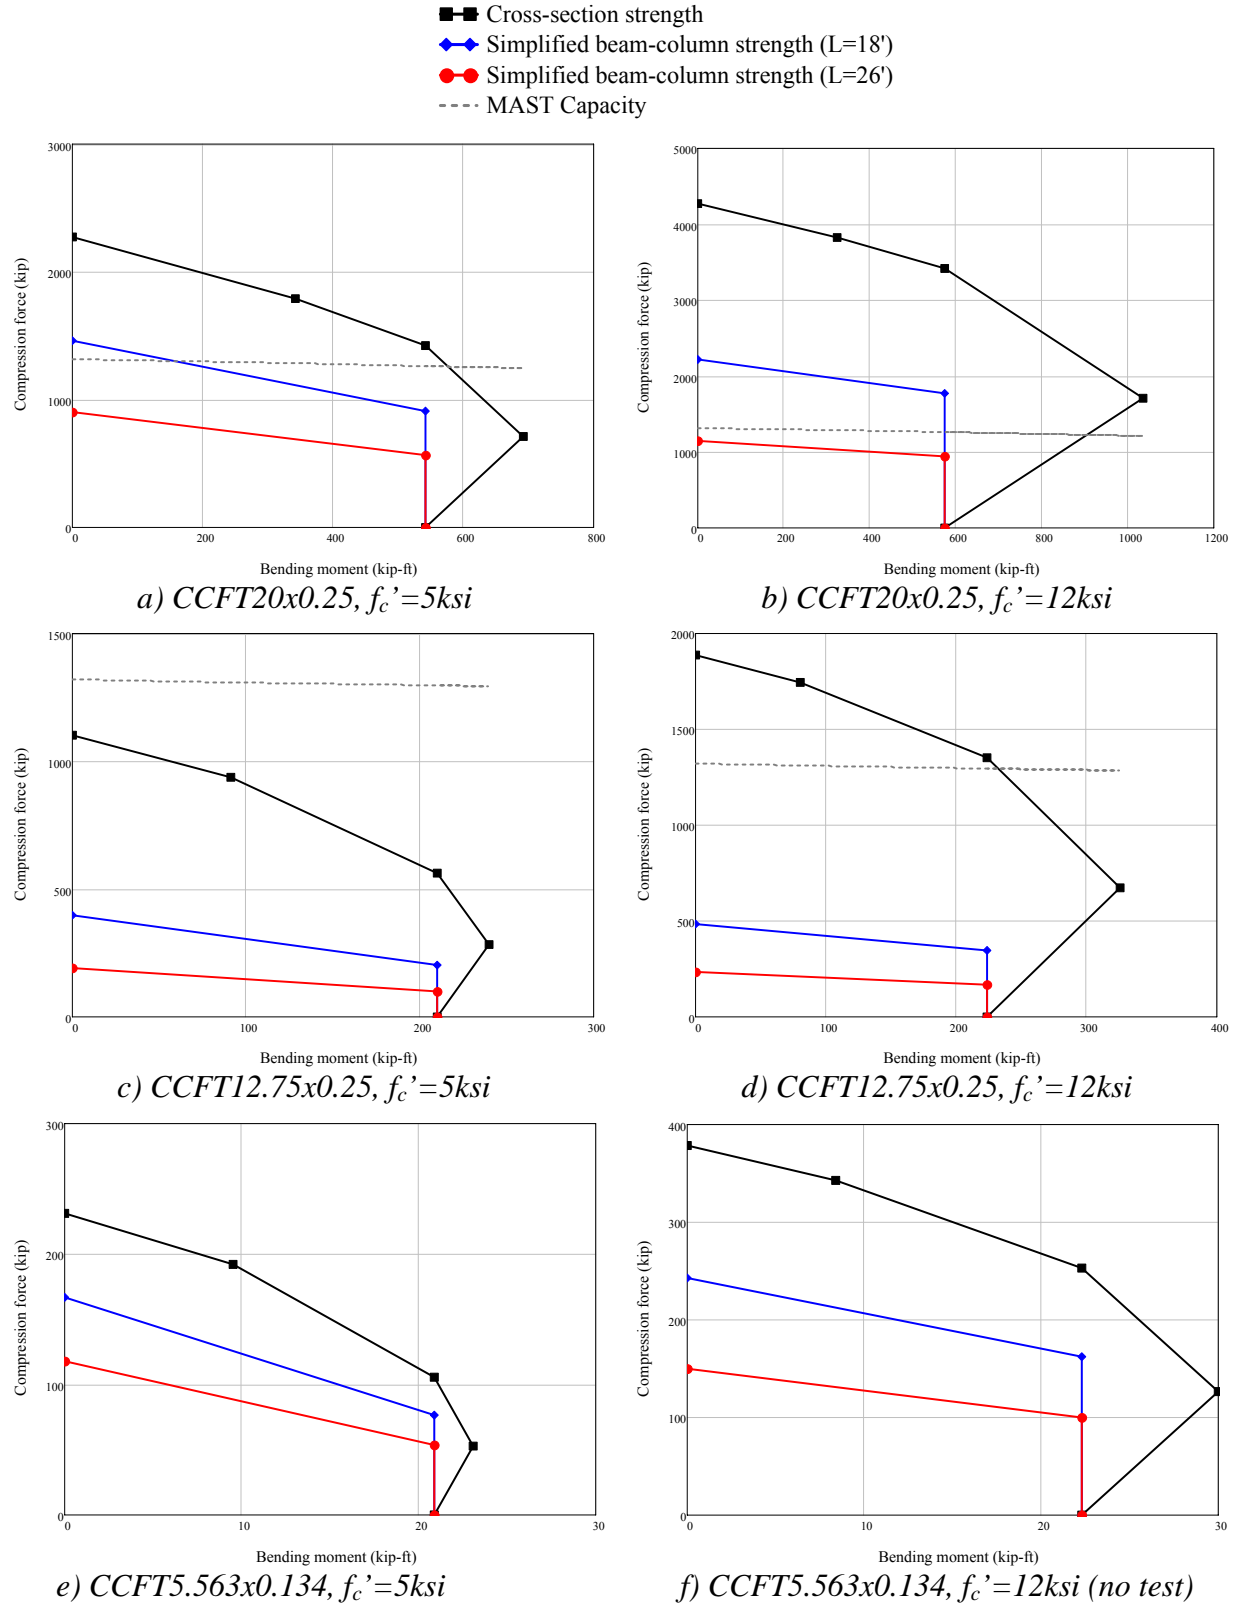 Cross-section strength
Simplified beam-column strength (L=18')
Simplified beam-column strength (L=26')
MAST Capacity
3000
2000
1000
0
Compression force (kip)
0 200 400 600 800
Bending moment (kip-ft)
a) CCFT20x0.25, fc’=5ksi
5000
4000
3000
2000
1000
0
Compression force (kip)
0 200 400 600 800 1000 1200
Bending moment (kip-ft)
b) CCFT20x0.25, fc’=12ksi
1500
1000
500
0
Compression force (kip)
0 100 200 300
Bending moment (kip-ft)
c) CCFT12.75x0.25, fc’=5ksi
2000
1500
1000
500
0
Compression force (kip)
0 100 200 300 400
Bending moment (kip-ft)
d) CCFT12.75x0.25, fc’=12ksi
300
200
100
0
Compression force (kip)
0 10 20 30
Bending moment (kip-ft)
e) CCFT5.563x0.134, fc’=5ksi
400
300
200
100
0
Compression force (kip)
0 10 20 30
Bending moment (kip-ft)
f) CCFT5.563x0.134, fc’=12ksi (no test)